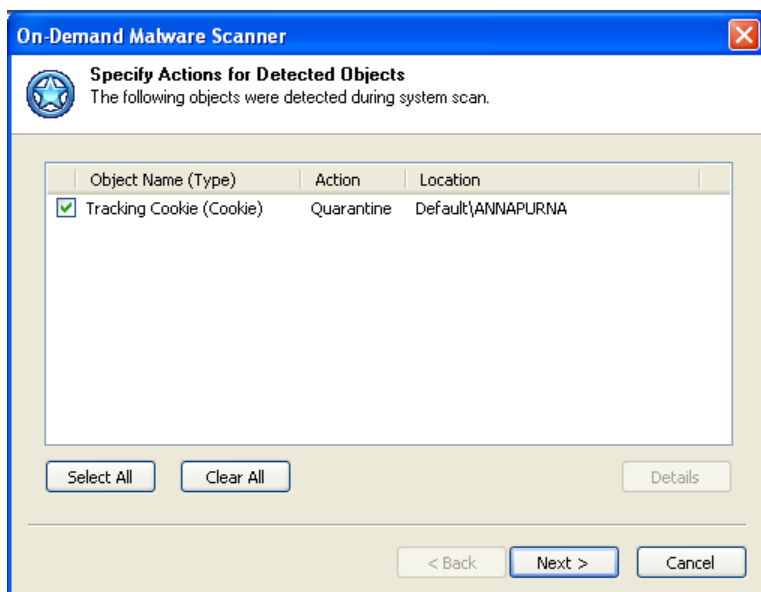 On-Demand Malware Scanner
Specify Actions for Detected Objects
The following objects were detected during system scan.
Object Name (Type) Action Location
Tracking Cookie (Cookie) Quarantine Default\ANNAPURNA
Select All Clear All Details
< Back Next > Cancel